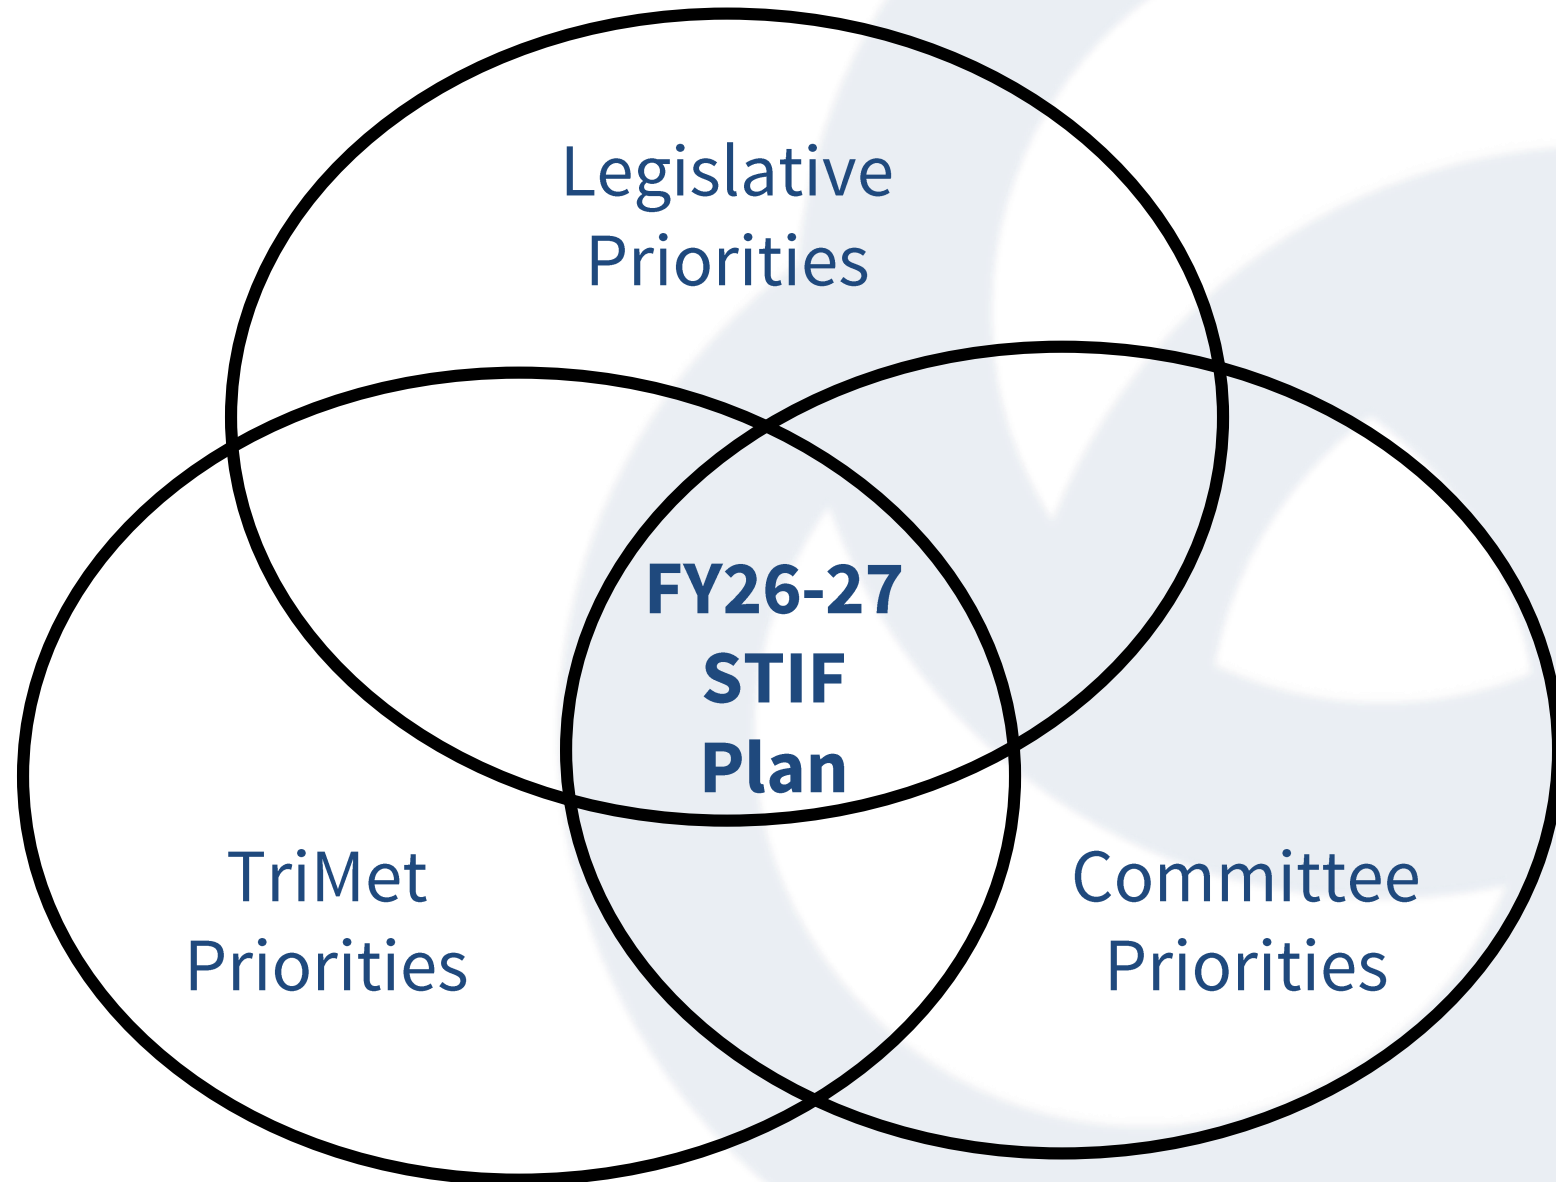 Legislative
Priorities
FY26-27
STIF
Plan
TriMet
Priorities
Committee
Priorities